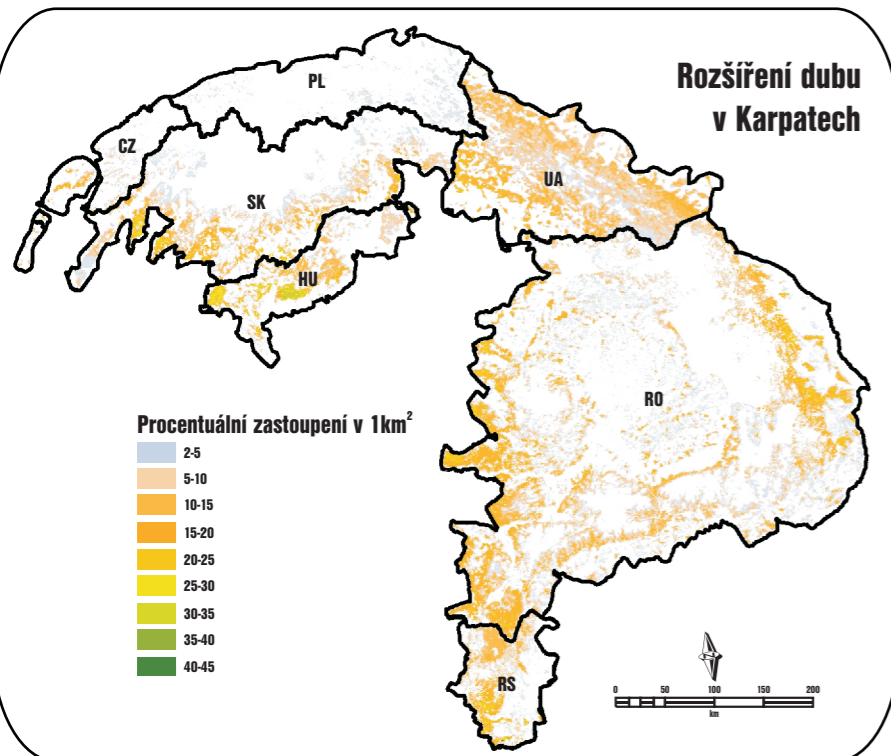 Rozšíření dubu
v Karpatech
PL
CZ
SK
UA
HU
RO
RS
Procentuální zastoupení v 1km²
2-5
5-10
10-15
15-20
20-25
25-30
30-35
35-40
40-45
0 50 100 150 200
km